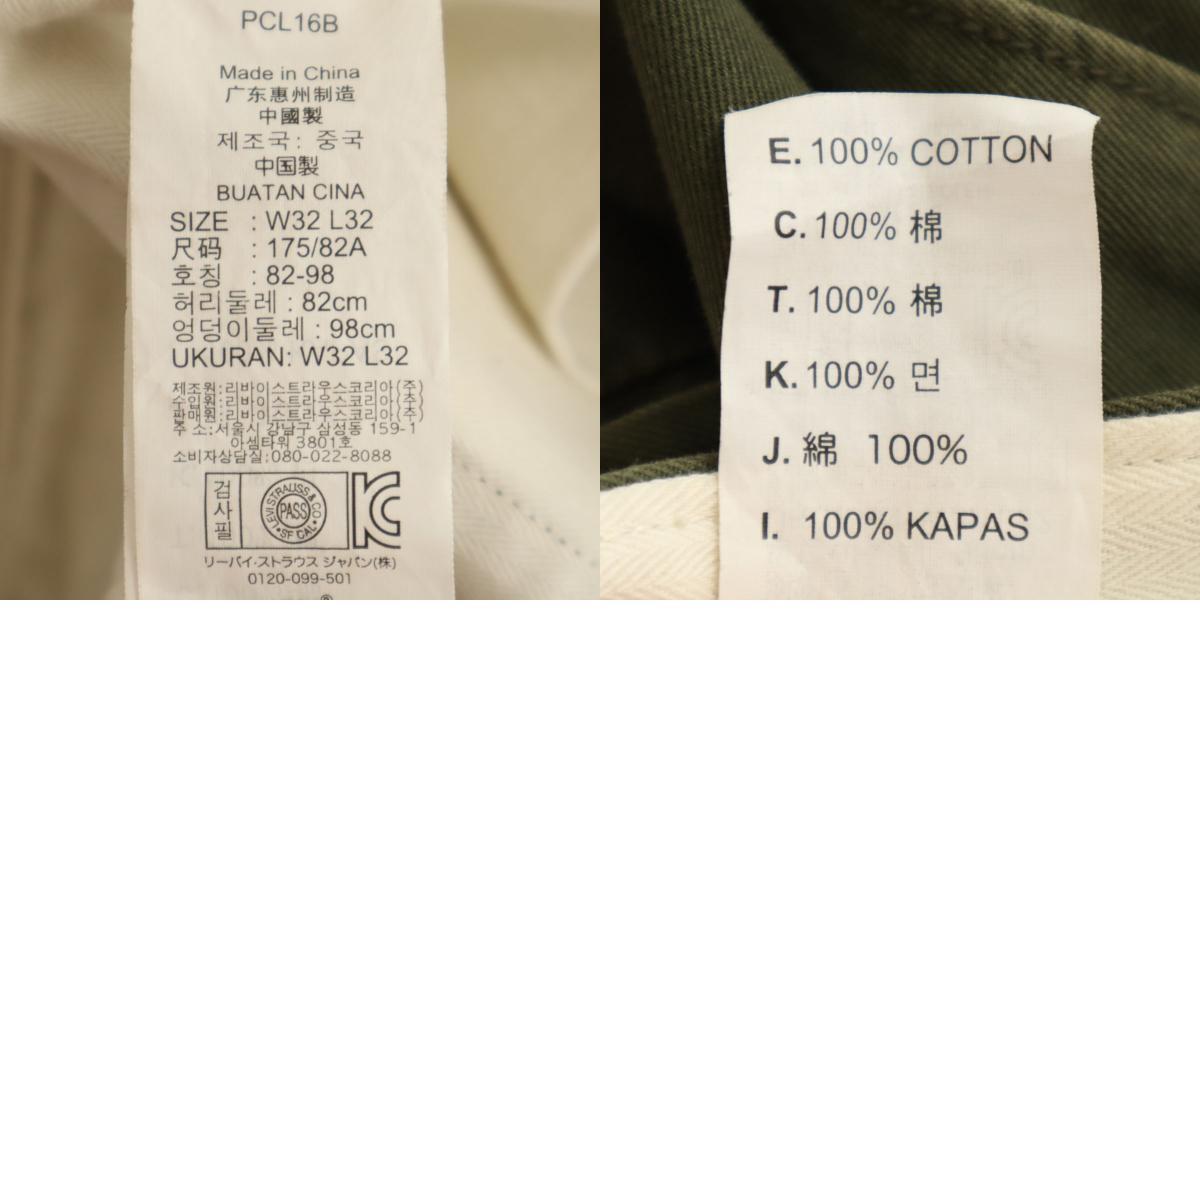 PCL16B
Made in China
广东惠州制造
中國製
제조국: 중국
中国製
BUATAN CINA
SIZE : W32 L32
尺码 : 175/82A
호칭 : 82-98
허리둘레 : 82cm
엉덩이둘레 : 98cm
UKURAN: W32 L32
제조원:리바이스트라우스코리아(주)
수입원:리바이스트라우스코리아(주)
판매원:리바이스트라우스코리아(주)
주 소:서울시 강남구 삼성동 159-1
아셈타워 3801호
소비자상담실:080-022-8088
검사필
LEVI STRAUSS & CO
PASS
SF CAL
KC
リーバイ・ストラウス ジャパン(株)
0120-099-501
E. 100% COTTON
C. 100% 棉
T. 100% 棉
K. 100% 면
J. 綿 100%
I. 100% KAPAS